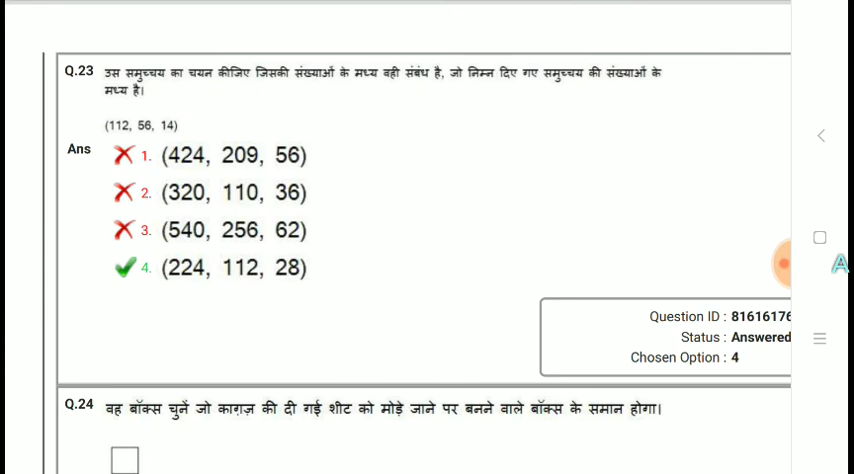 Q.23 उस समुच्चय का चयन कीजिए जिसकी संख्याओं के मध्य वही संबंध है, जो निम्न दिए गए समुच्चय की संख्याओं के
मध्य है।
(112, 56, 14)
Ans 1. (424, 209, 56)
2. (320, 110, 36)
3. (540, 256, 62)
4. (224, 112, 28)
Question ID : 81616176
Status : Answered
Chosen Option : 4
Q.24 वह बॉक्स चुनें जो काग़ज़ की दी गई शीट को मोड़े जाने पर बनने वाले बॉक्स के समान होगा।
A